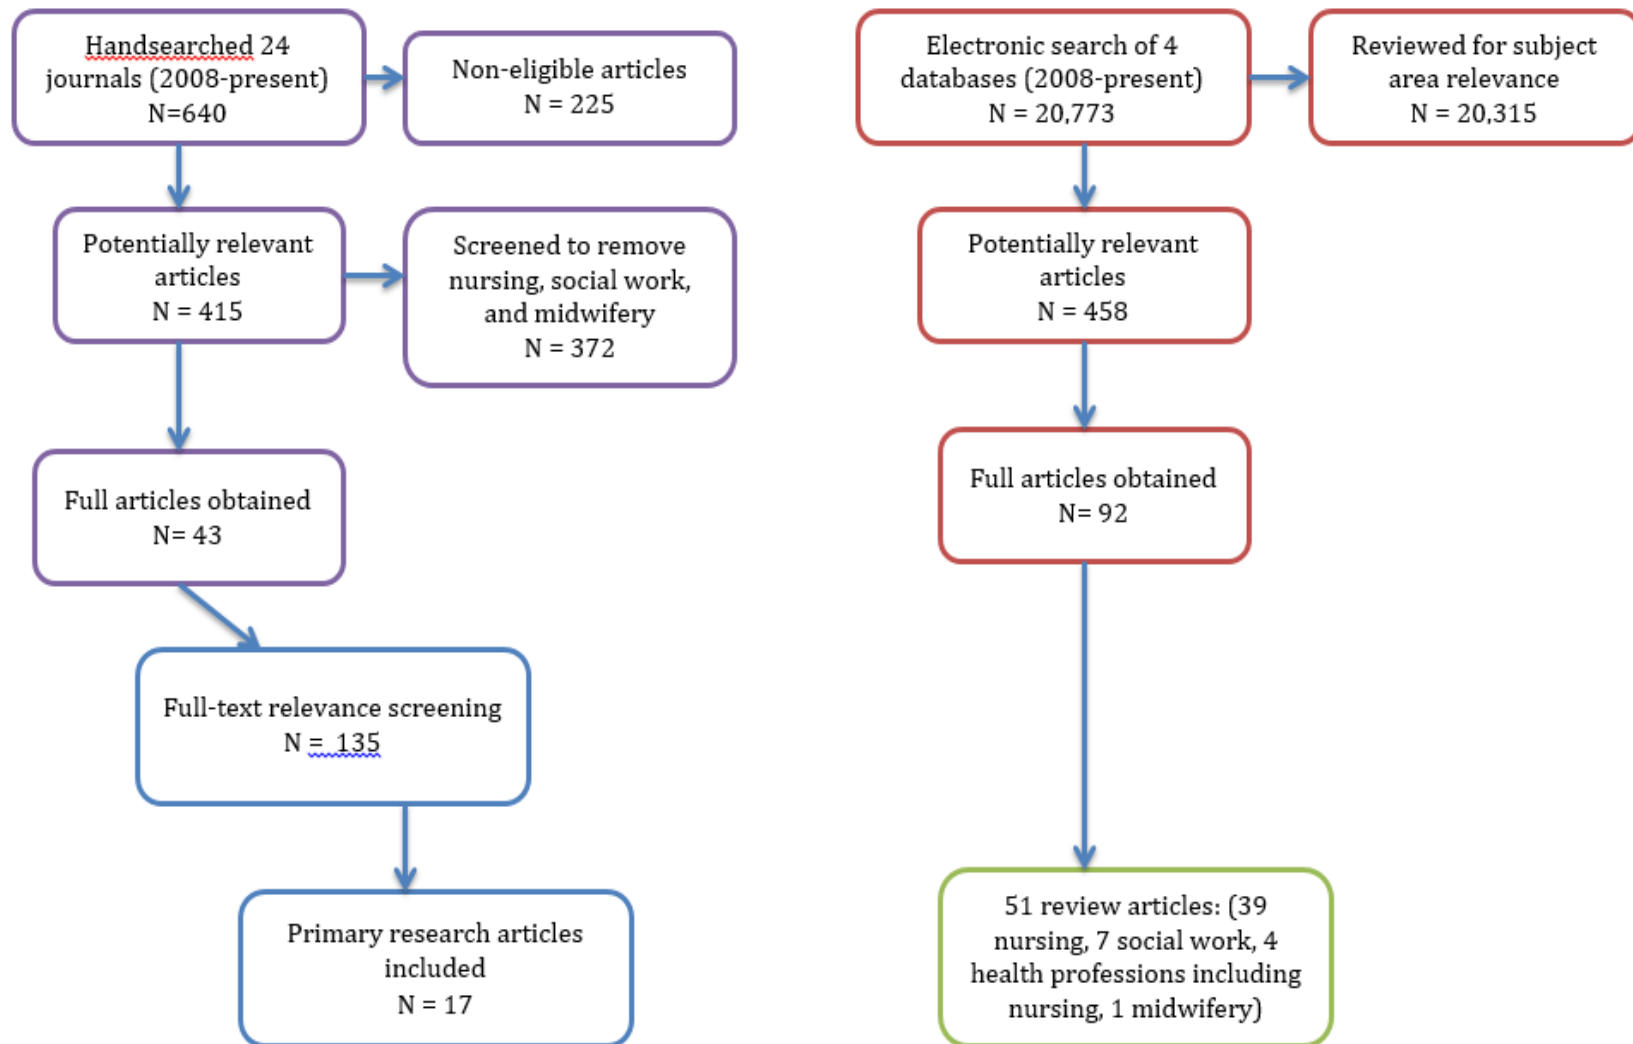 Handsearched 24
journals (2008-present)
N=640
Non-eligible articles
N = 225
Potentially relevant
articles
N = 415
Screened to remove
nursing, social work,
and midwifery
N = 372
Full articles obtained
N= 43
Full-text relevance screening
N =  135
Primary research articles
included
N = 17
Electronic search of 4
databases (2008-present)
N = 20,773
Reviewed for subject
area relevance
N = 20,315
Potentially relevant
articles
N = 458
Full articles obtained
N= 92
51 review articles: (39
nursing, 7 social work, 4
health professions including
nursing, 1 midwifery)